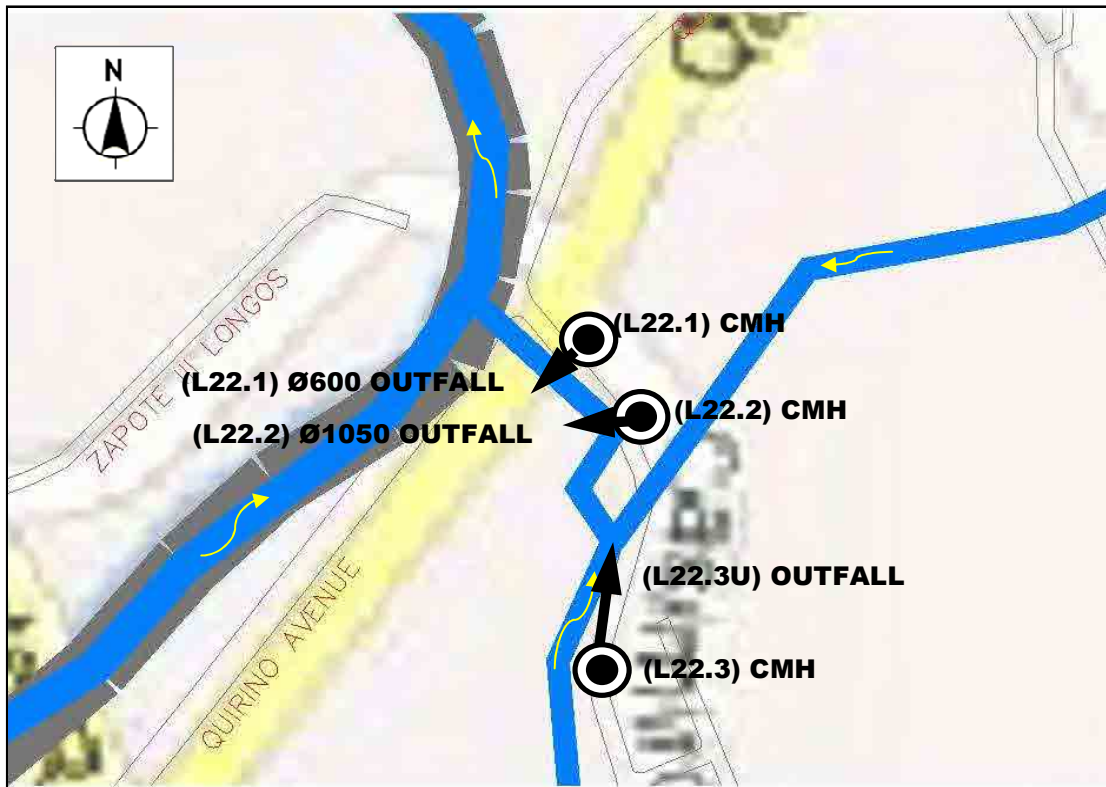 N
ZAPOTE III LONGOS
(L22.1) CMH
(L22.1) Ø600 OUTFALL
(L22.2) CMH
(L22.2) Ø1050 OUTFALL
QUIRINO AVENUE
(L22.3U) OUTFALL
(L22.3) CMH